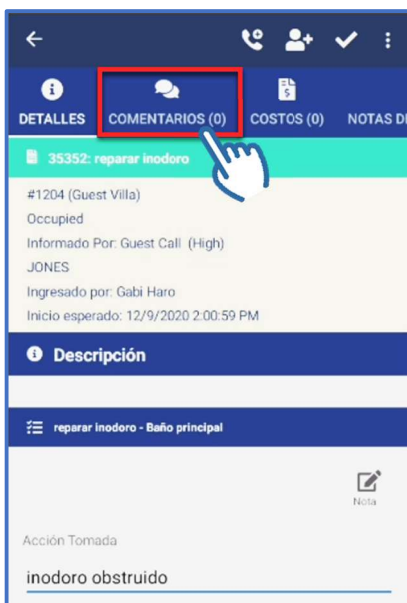 DETALLES
COMENTARIOS (0)
COSTOS (0)
NOTAS DE
35352: reparar inodoro
#1204 (Guest Villa)
Occupied
Informado Por: Guest Call (High)
JONES
Ingresado por: Gabi Haro
Inicio esperado: 12/9/2020 2:00:59 PM
Descripción
reparar inodoro - Baño principal
Nota
Acción Tomada
inodoro obstruido